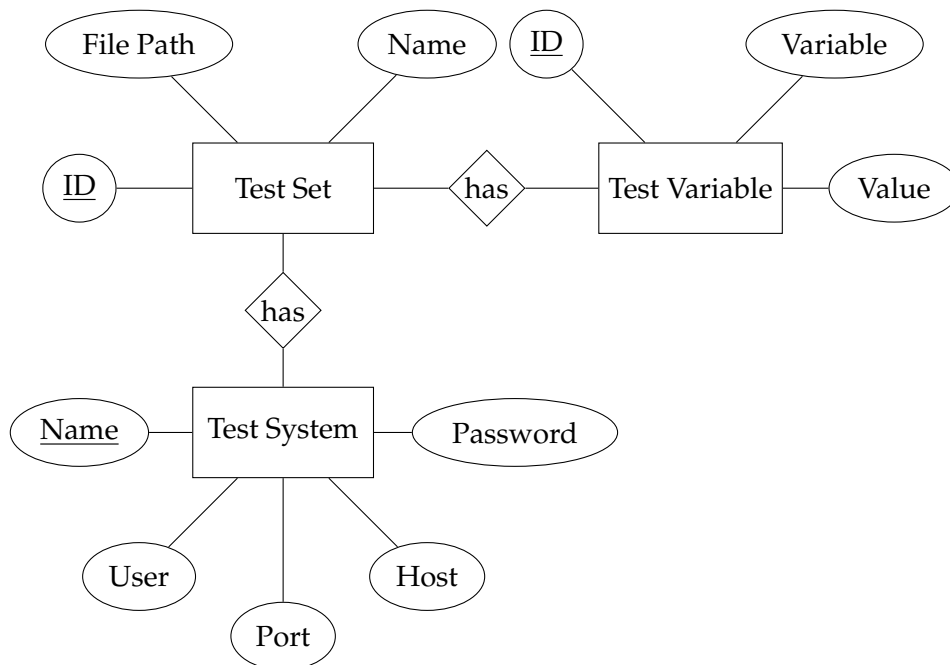 File Path
Name
ID
Variable
ID
Test Set
has
Test Variable
Value
has
Name
Test System
Password
User
Host
Port